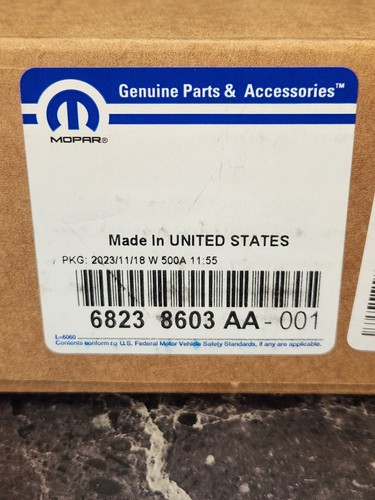 Genuine Parts & Accessories™
MOPAR®
Made In UNITED STATES
PKG: 2023/11/18 W 500A 11:55
6823 8603 AA - 001
L=6060
Contents conform to U.S. Federal Motor Vehicle Safety Standards, if any are applicable.